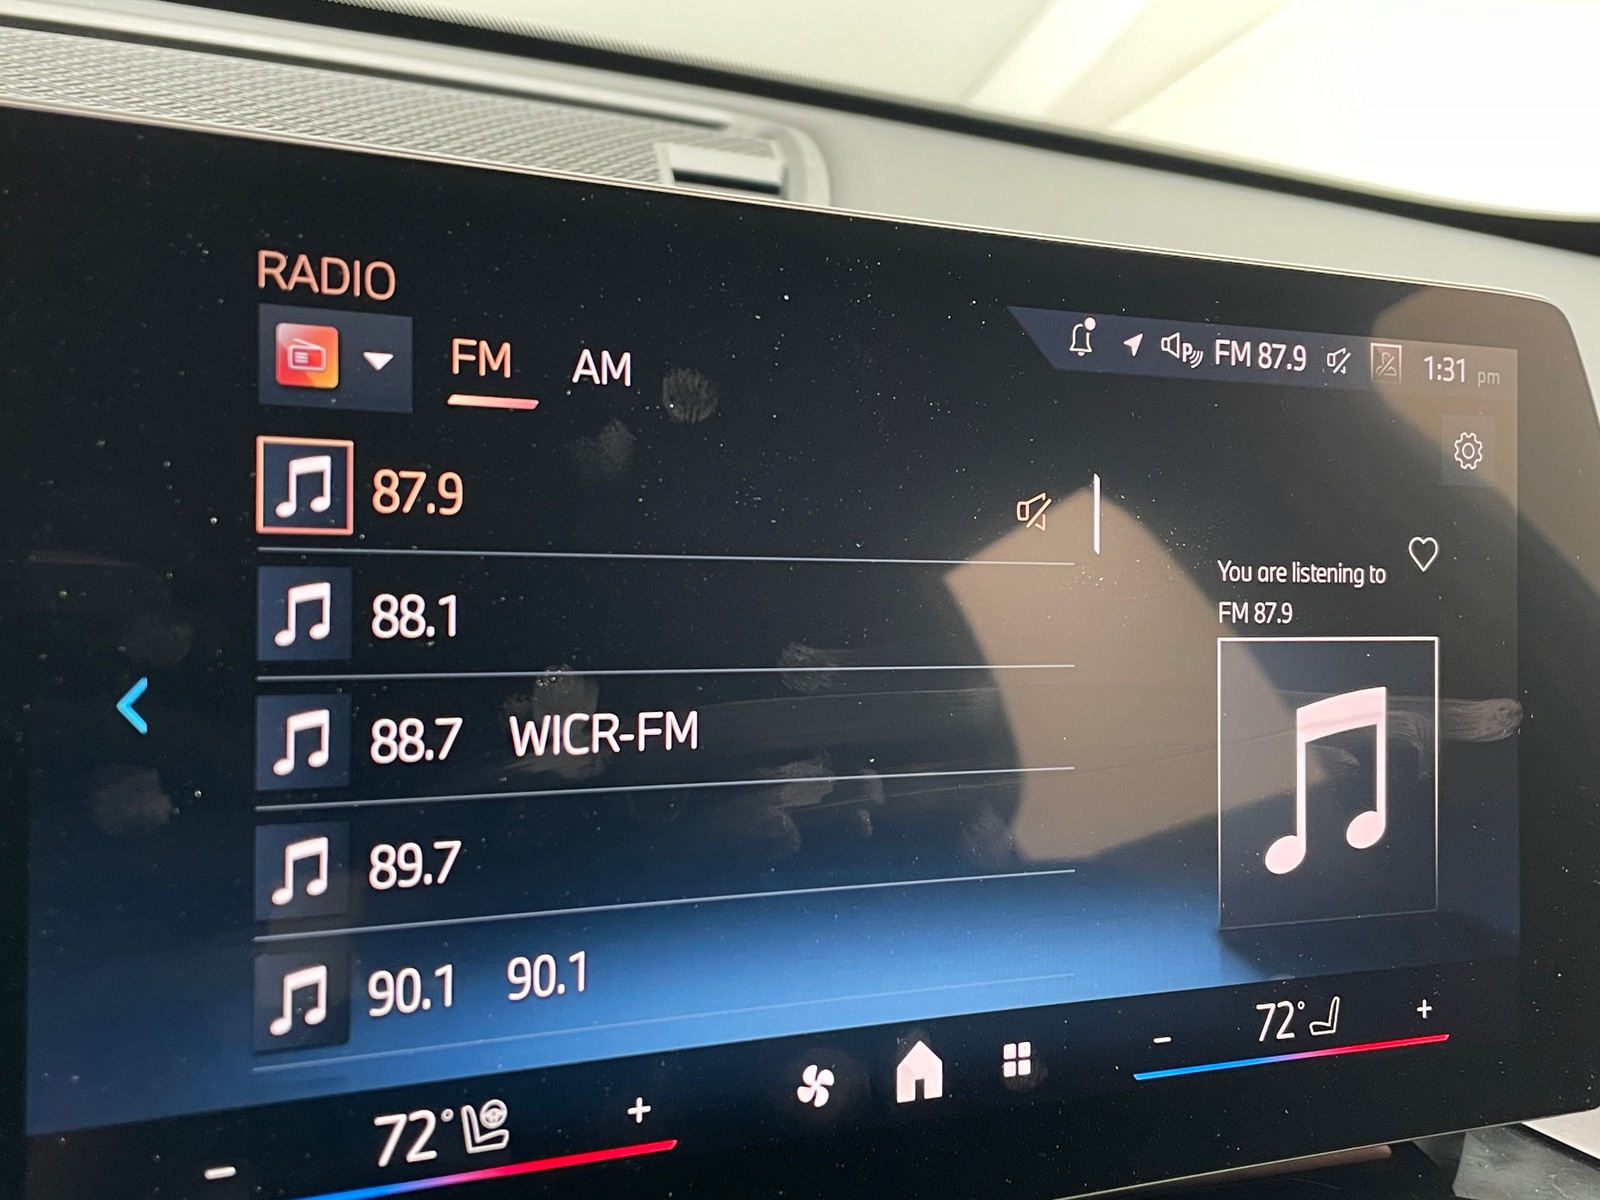 RADIO
FM AM
P FM 87.9 1:31 pm
87.9
88.1
88.7 WICR-FM
89.7
90.1 90.1
You are listening to
FM 87.9
- 72° +
- 72° +